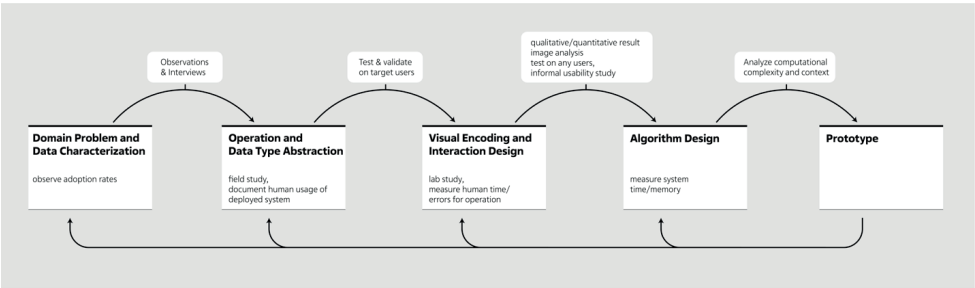 Observations
& Interviews
Test & validate
on target users
qualitative/quantitative result
image analysis
test on any users,
informal usability study
Analyze computational
complexity and context
Domain Problem and
Data Characterization
observe adoption rates
Operation and
Data Type Abstraction
field study,
document human usage of
deployed system
Visual Encoding and
Interaction Design
lab study,
measure human time/
errors for operation
Algorithm Design
measure system
time/memory
Prototype